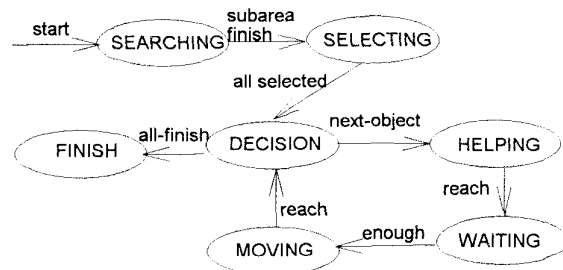 start
SEARCHING
subarea
finish
SELECTING
all selected
FINISH
all-finish
DECISION
next-object
HELPING
reach
reach
MOVING
enough
WAITING